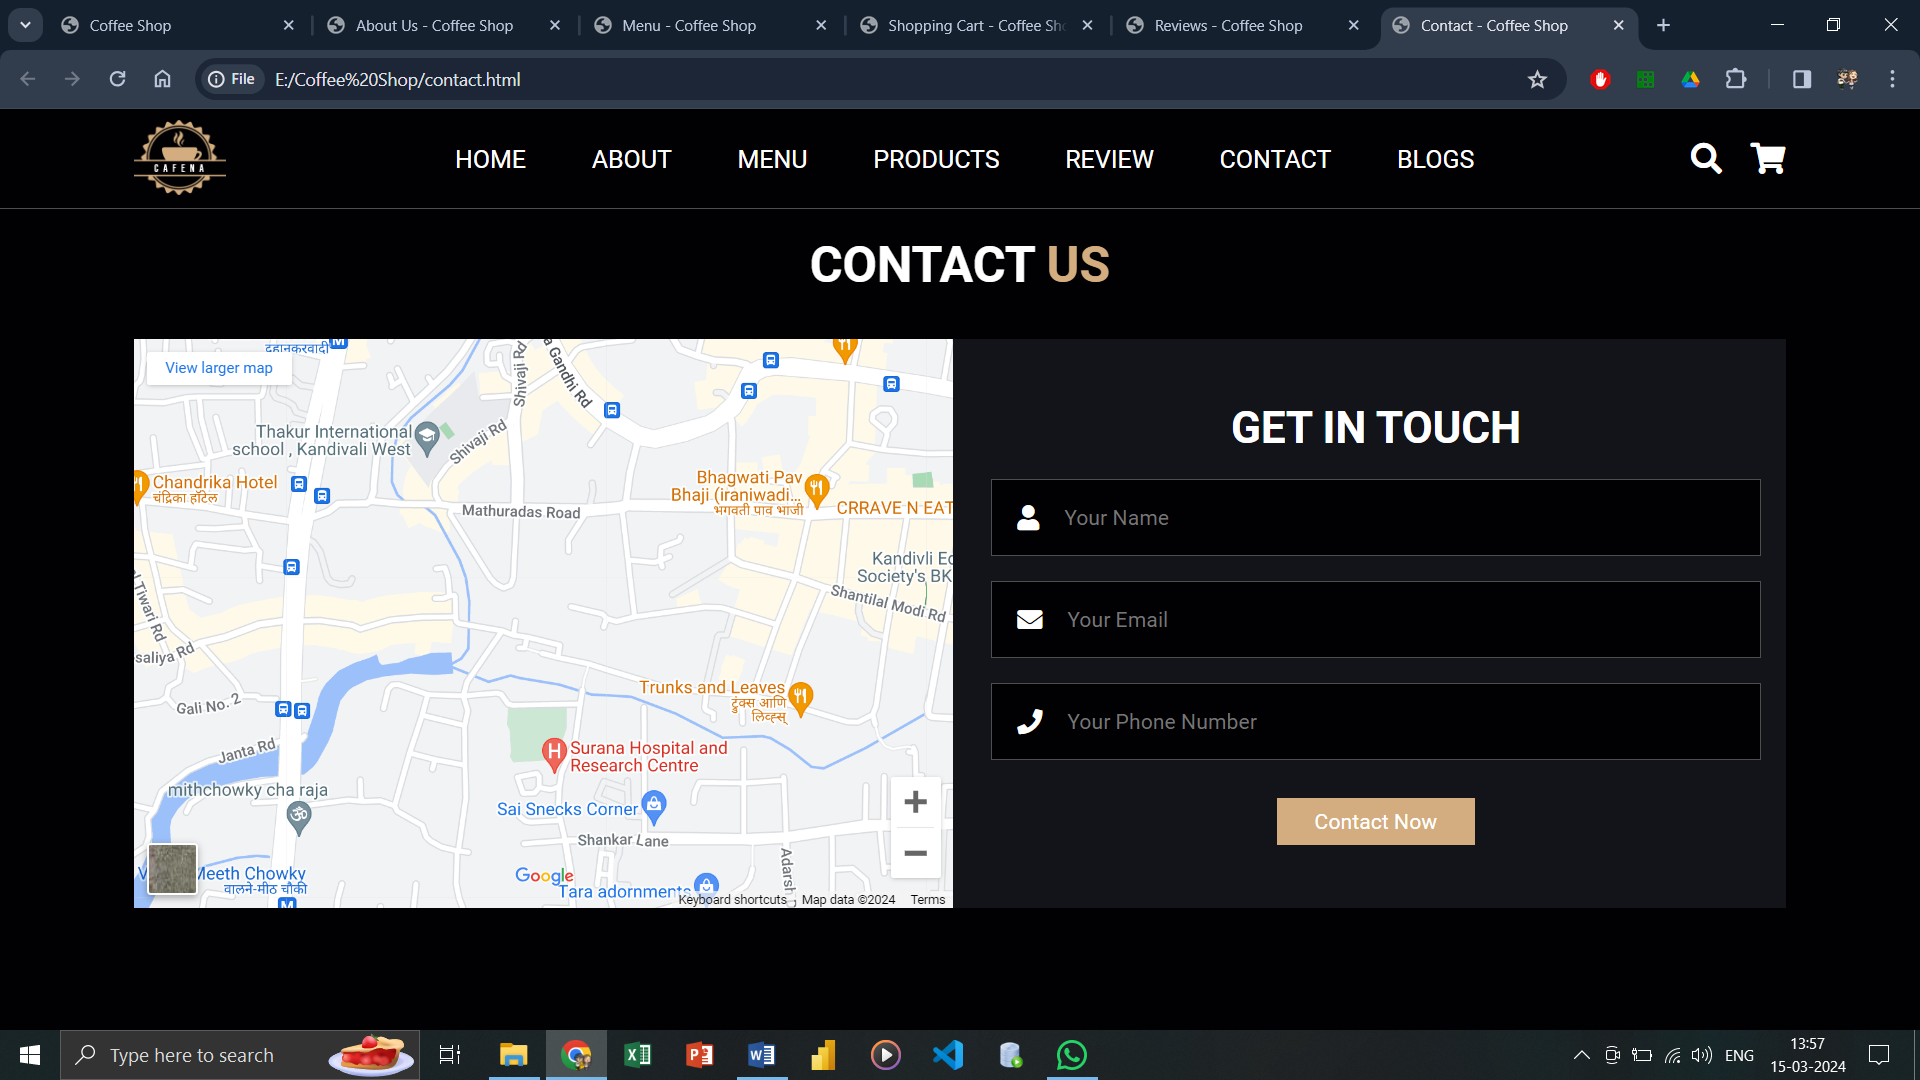 Coffee Shop
About Us - Coffee Shop
Menu - Coffee Shop
Shopping Cart - Coffee Sh
Reviews - Coffee Shop
Contact - Coffee Shop
File
E:/Coffee%20Shop/contact.html
CAFENA
HOME
ABOUT
MENU
PRODUCTS
REVIEW
CONTACT
BLOGS
CONTACT US
View larger map
दहानुकरवाडी
Shivaji Rd
a Gandhi Rd
Thakur International
school , Kandivali West
Shivaji Rd
Chandrika Hotel
चंद्रिका हॉटेल
Bhagwati Pav
Bhaji (iraniwadi...
भगवती पाव भाजी
CRRAVE N EAT
Mathuradas Road
Kandivli Ed
Society's BK
Shantilal Modi Rd
Tiwari Rd
saliya Rd
Gali No. 2
Trunks and Leaves
ट्रंक्स आणि
लिव्ह्स्
Janta Rd
Surana Hospital and
Research Centre
mithchowky cha raja
Sai Snecks Corner
Shankar Lane
Adarsh
Meeth Chowky
वालने-मीठ चौकी
Google
Tara adornments
Keyboard shortcuts
Map data ©2024
Terms
GET IN TOUCH
Your Name
Your Email
Your Phone Number
Contact Now
Type here to search
ENG
13:57
15-03-2024